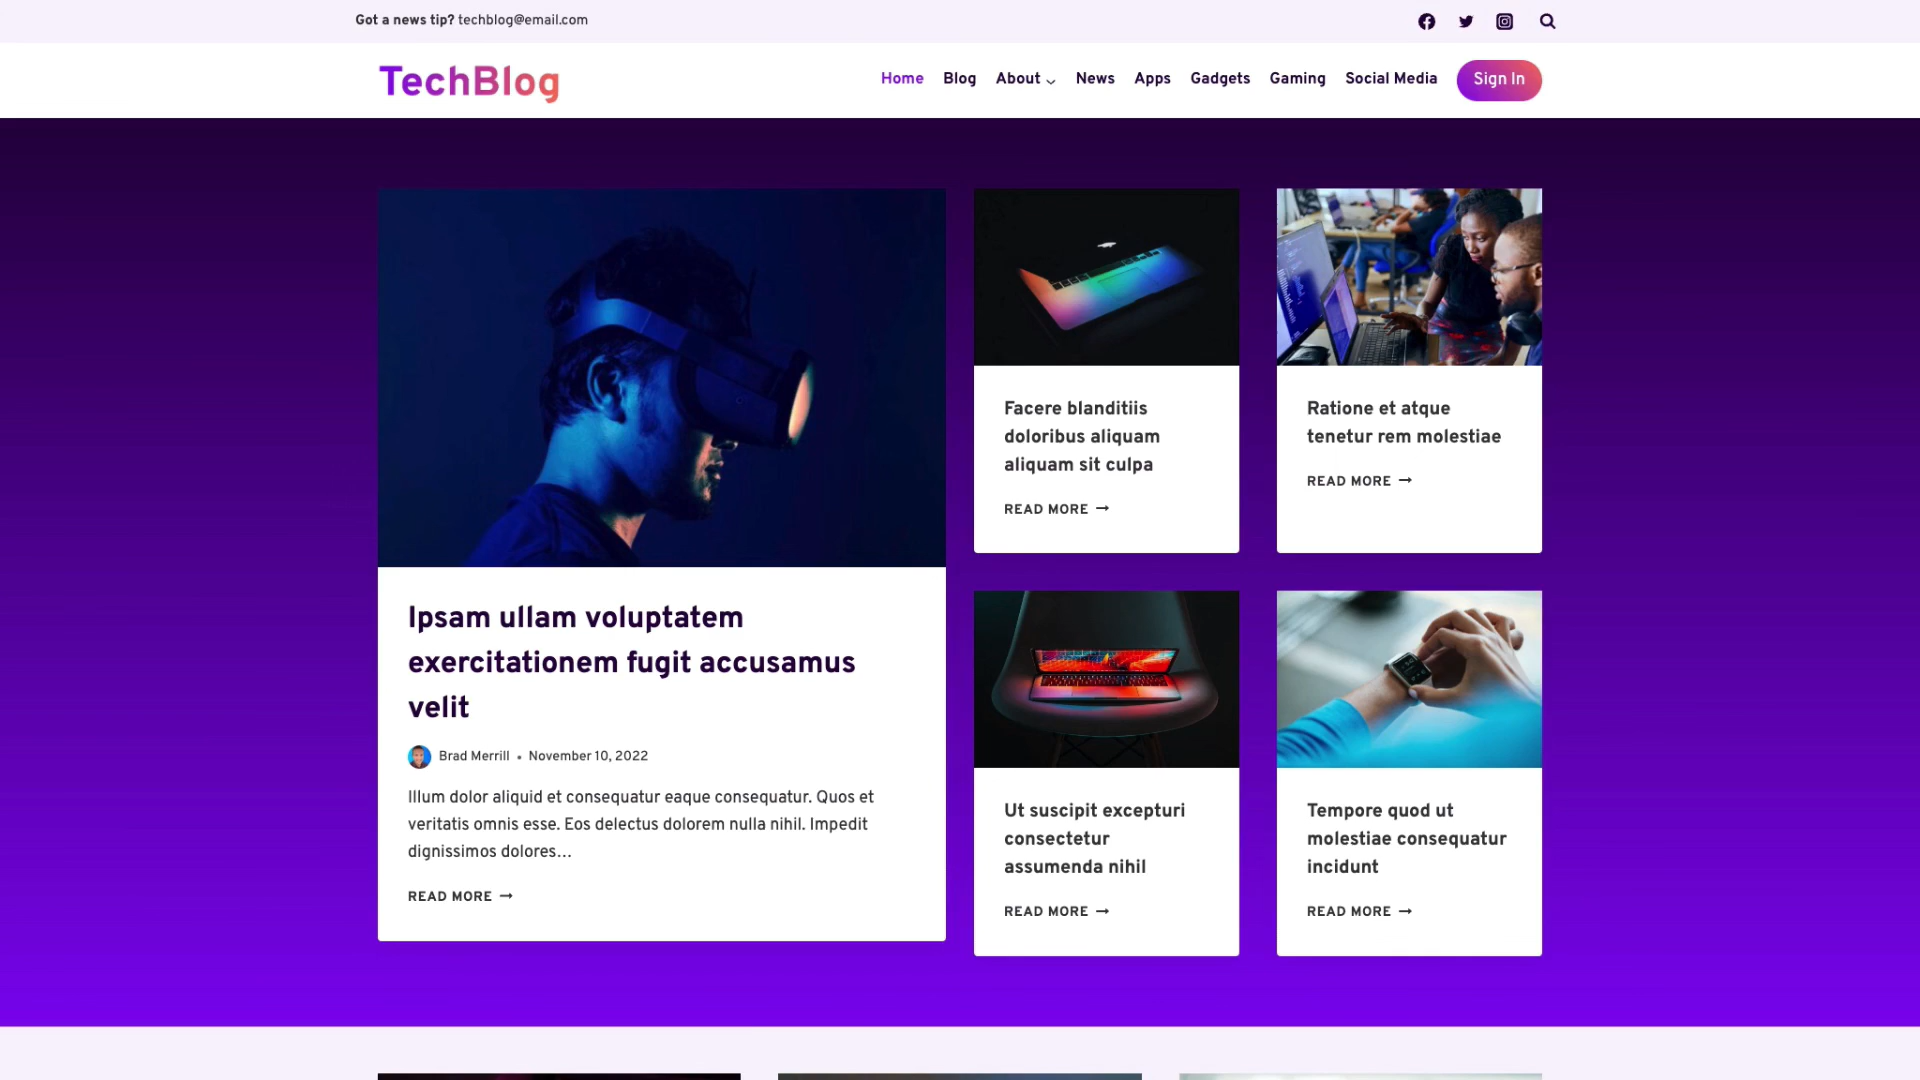 Got a news tip? techblog@email.com
TechBlog
Home Blog About News Apps Gadgets Gaming Social Media Sign In
Ipsam ullam voluptatem
exercitationem fugit accusamus
velit
Brad Merrill • November 10, 2022
Illum dolor aliquid et consequatur eaque consequatur. Quos et
veritatis omnis esse. Eos delectus dolorem nulla nihil. Impedit
dignissimos dolores…
READ MORE →
Facere blanditiis
doloribus aliquam
aliquam sit culpa
READ MORE →
Ratione et atque
tenetur rem molestiae
READ MORE →
Ut suscipit excepturi
consectetur
assumenda nihil
READ MORE →
Tempore quod ut
molestiae consequatur
incidunt
READ MORE →